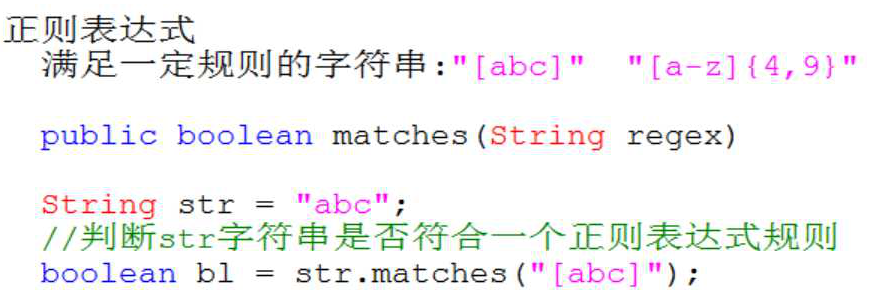 正则表达式
满足一定规则的字符串:"[abc]" "[a-z]{4,9}"
public boolean matches(String regex)
String str = "abc";
//判断str字符串是否符合一个正则表达式规则
boolean bl = str.matches("[abc]");